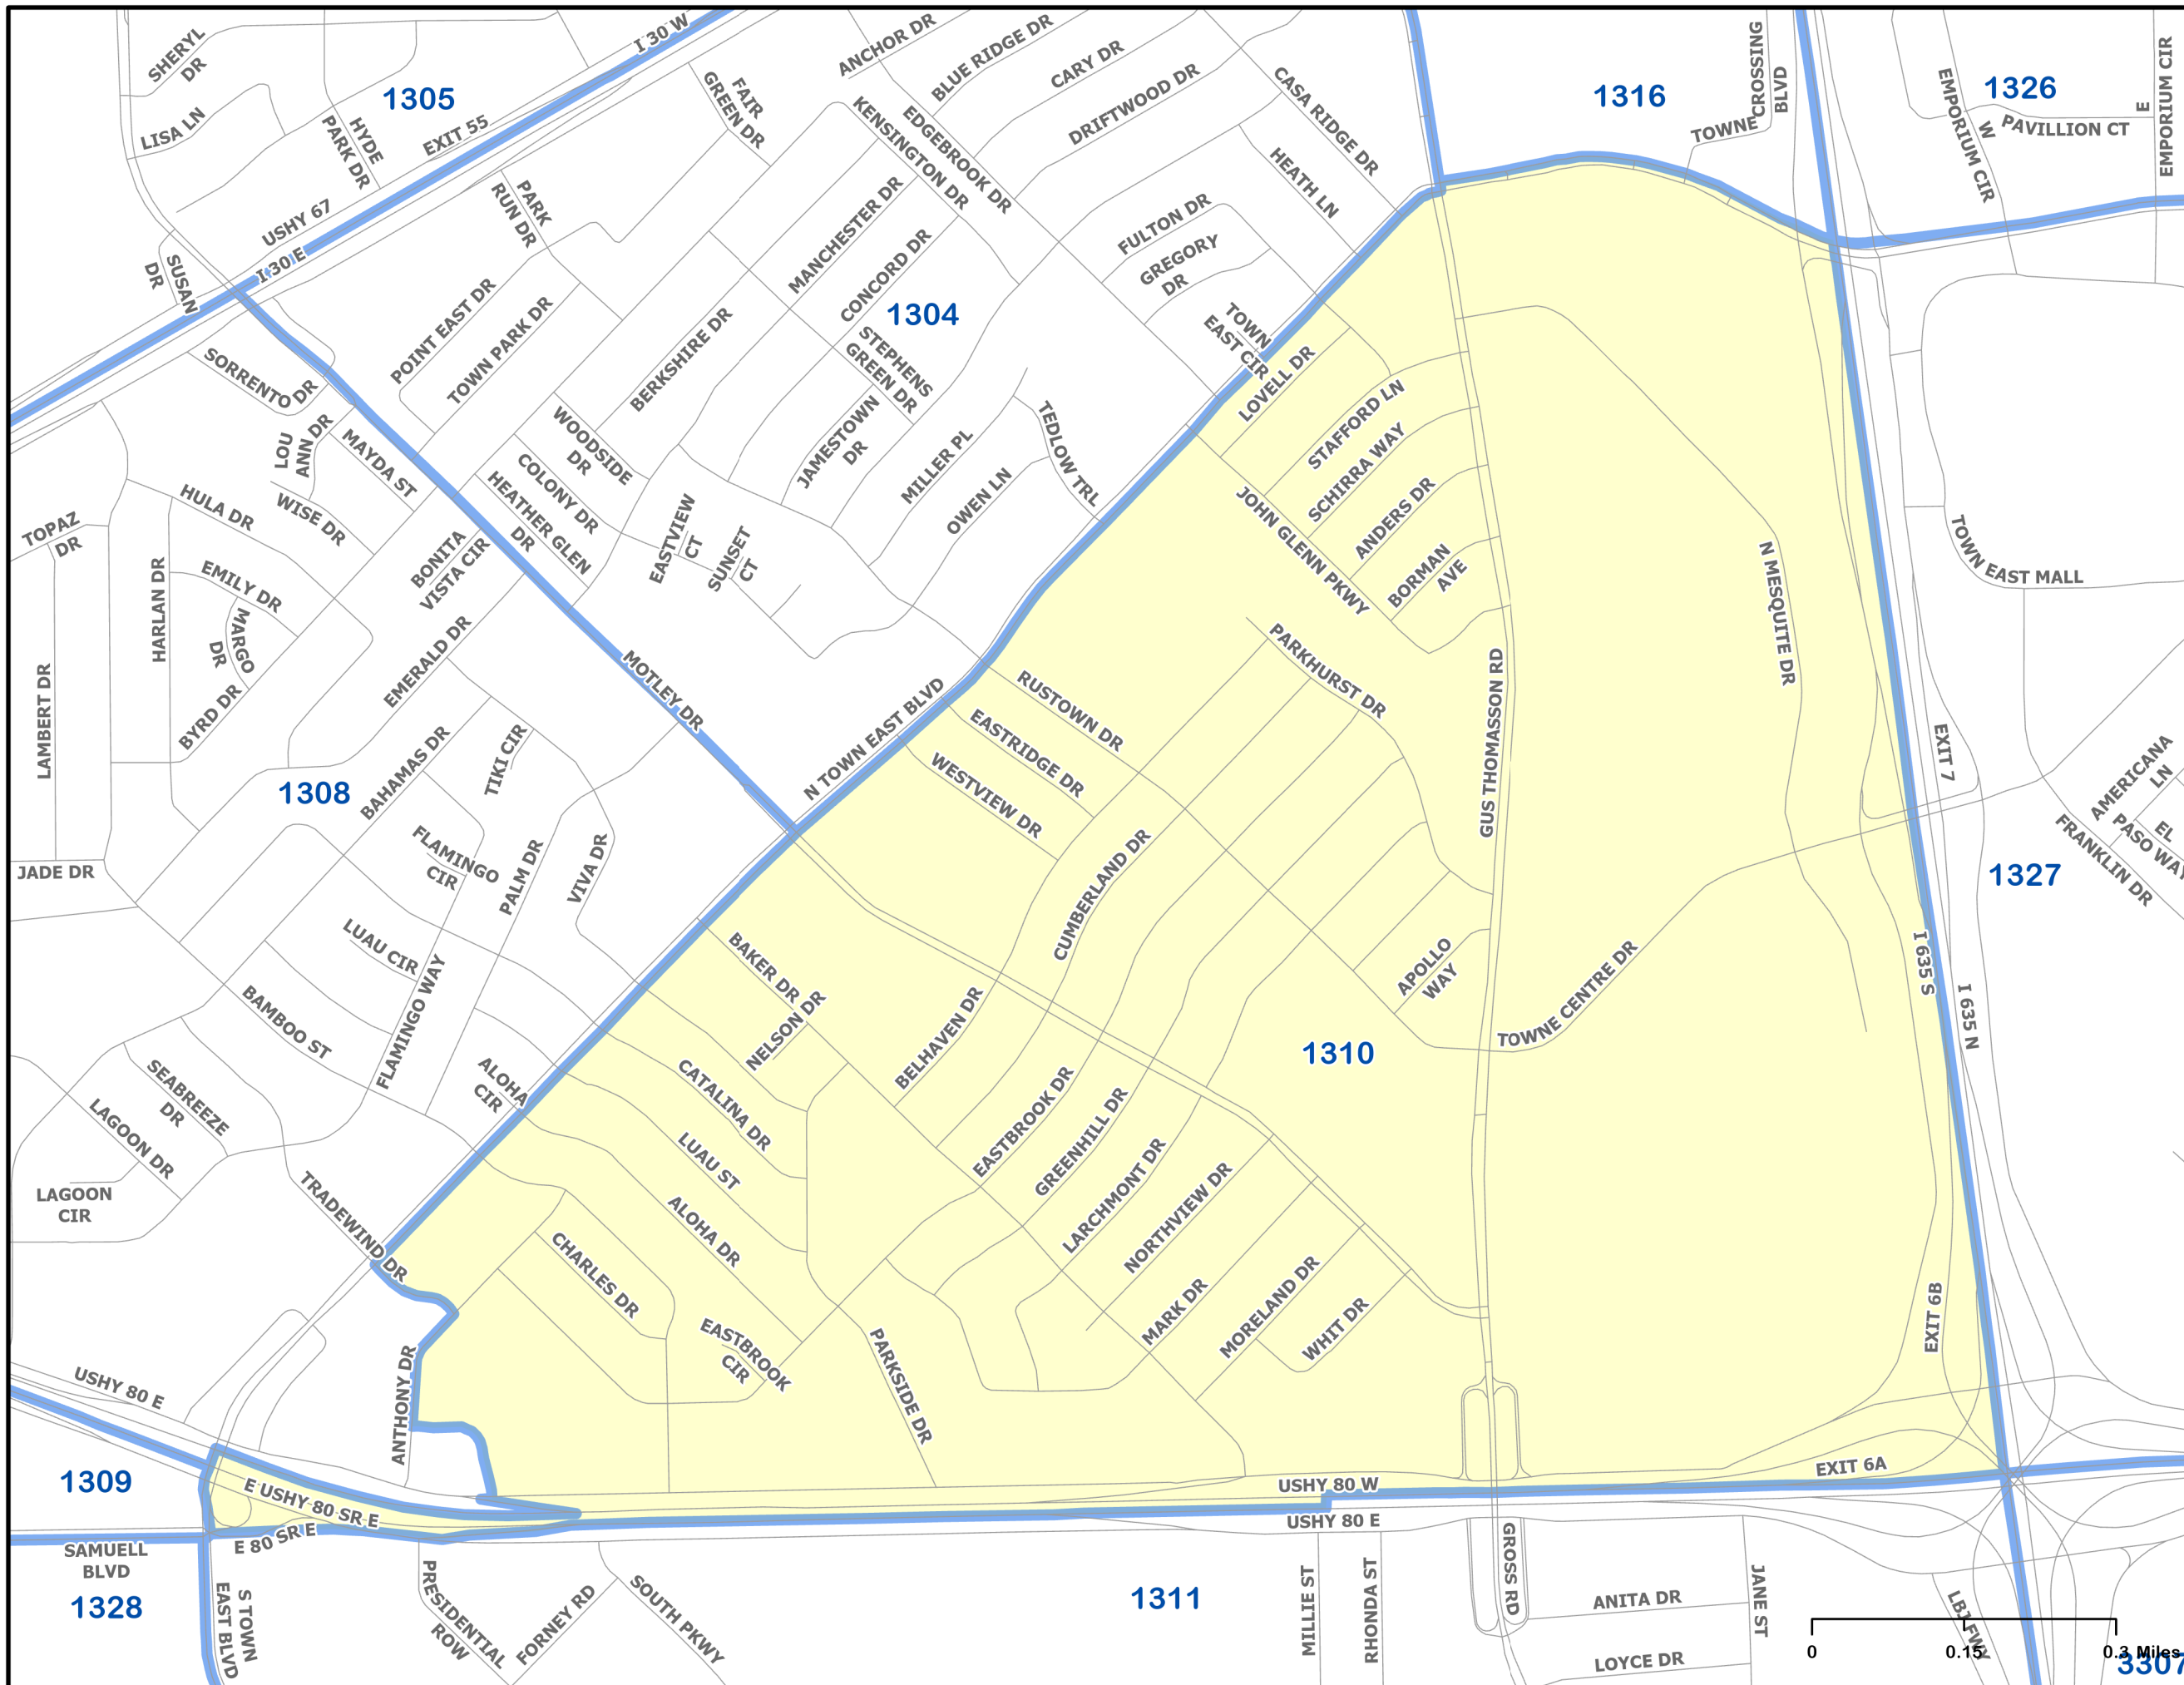 SHERYL
DR
I 30 W
ANCHOR DR
BLUE RIDGE DR
CARY DR
DRIFTWOOD DR
CASA RIDGE DR
CROSSING
BLVD
TOWNE
1316
1326
EMPORIUM CIR
W
PAVILLION CT
E
EMPORIUM CIR
1305
LISA LN
HYDE
PARK DR
EXIT 55
FAIR
GREEN DR
KENSINGTON DR
EDGEBROOK DR
HEATH LN
USHY 67
I 30 E
PARK
RUN DR
MANCHESTER DR
CONCORD DR
FULTON DR
GREGORY
DR
SUSAN
DR
POINT EAST DR
TOWN PARK DR
BERKSHIRE DR
1304
STEPHENS
GREEN DR
TOWN
EAST CIR
LOVELL DR
SORRENTO DR
LOU
ANN DR
MAYDA ST
WOODSIDE
DR
COLONY DR
HEATHER GLEN
DR
JAMESTOWN
DR
MILLER PL
OWEN LN
TEDLOW TRL
STAFFORD LN
SCHIRRA WAY
ANDERS DR
BORMAN
AVE
JOHN GLENN PKWY
HULA DR
WISE DR
TOPAZ
DR
BONITA
VISTA CIR
EASTVIEW
CT
SUNSET
CT
N MESQUITE DR
TOWN EAST MALL
HARLAN DR
EMILY DR
MARGO
DR
EMERALD DR
BYRD DR
LAMBERT DR
MOTLEY DR
N TOWN EAST BLVD
RUSTOWN DR
EASTRIDGE DR
WESTVIEW DR
PARKHURST DR
GUS THOMASSON RD
EXIT 7
AMERICANA
LN
EL
PASO WAY
FRANKLIN DR
1308
BAHAMAS DR
TIKI CIR
FLAMINGO
CIR
PALM DR
VIVA DR
JADE DR
CUMBERLAND DR
1327
LUAU CIR
FLAMINGO WAY
BAMBOO ST
BAKER DR
NELSON DR
BELHAVEN DR
APOLLO
WAY
TOWNE CENTRE DR
I 635 S
I 635 N
1310
SEABREEZE
DR
LAGOON DR
LAGOON
CIR
ALOHA
CIR
CATALINA DR
LUAU ST
ALOHA DR
EASTBROOK DR
GREENHILL DR
LARCHMONT DR
NORTHVIEW DR
TRADEWIND DR
CHARLES DR
EASTBROOK
CIR
PARKSIDE DR
MARK DR
MORELAND DR
WHIT DR
EXIT 6B
USHY 80 E
ANTHONY DR
1309
E USHY 80 SR E
E 80 SR E
USHY 80 W
USHY 80 E
EXIT 6A
SAMUELL
BLVD
1328
S TOWN
EAST BLVD
PRESIDENTIAL
ROW
FORNEY RD
SOUTH PKWY
1311
MILLIE ST
RHONDA ST
GROSS RD
ANITA DR
LOYCE DR
JANE ST
LBJ FWY
0
0.15
0.3 Miles
3307